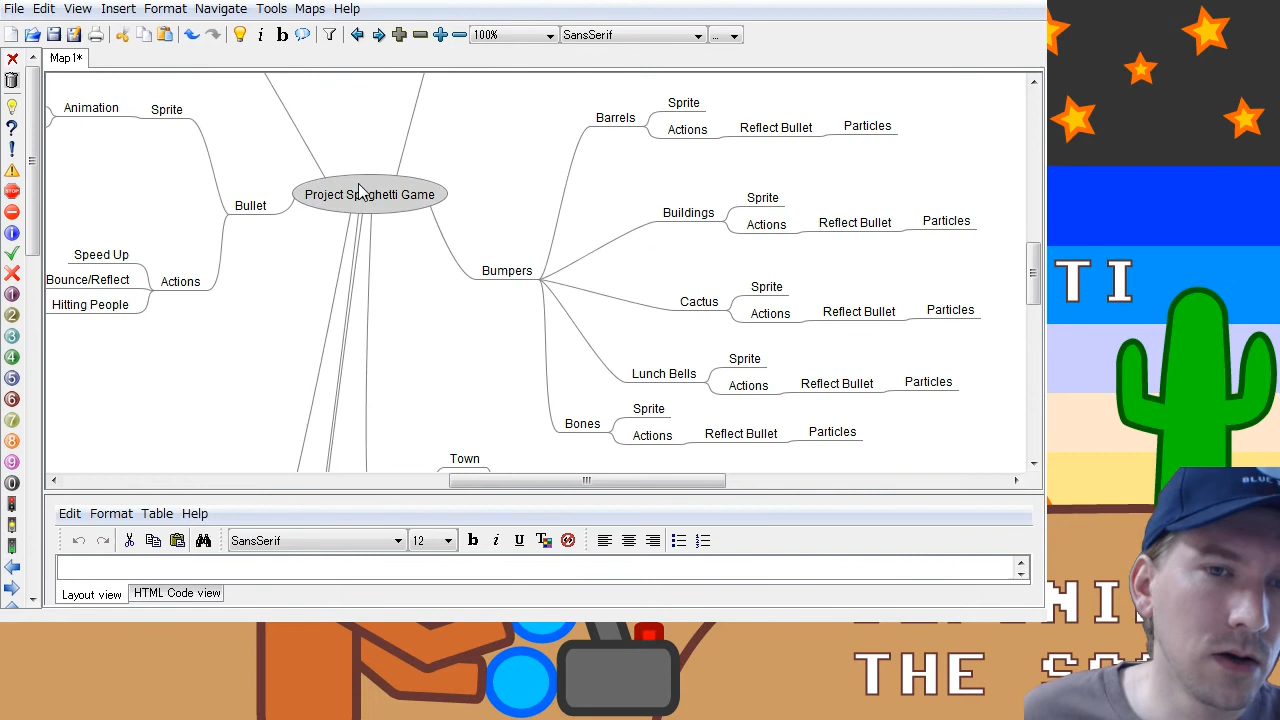 File Edit View Insert Format Navigate Tools Maps Help
100% SansSerif ...
Map1*
Animation Sprite
Bullet
Speed Up
Bounce/Reflect Actions
Hitting People
Project Spaghetti Game
Bumpers
Barrels Sprite
Actions Reflect Bullet Particles
Buildings Sprite
Actions Reflect Bullet Particles
Cactus Sprite
Actions Reflect Bullet Particles
Lunch Bells Sprite
Actions Reflect Bullet Particles
Bones Sprite
Actions Reflect Bullet Particles
Town
Edit Format Table Help
SansSerif 12
Layout view HTML Code view
TI
THE